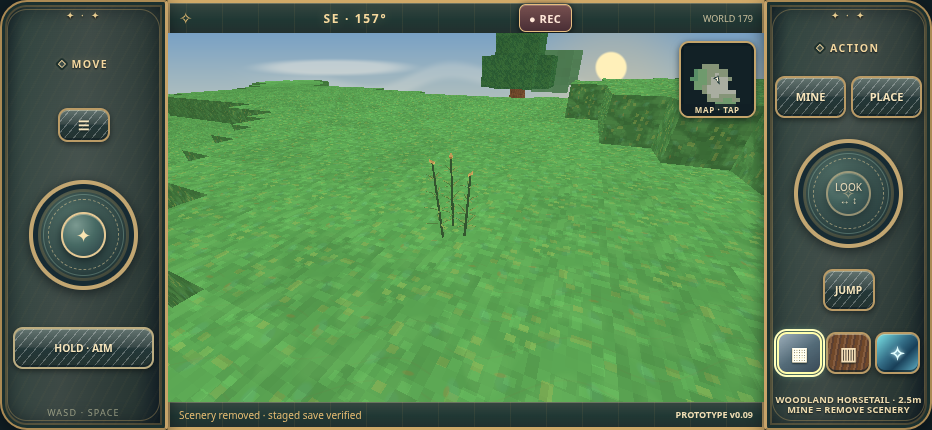 MOVE
☰
HOLD · AIM
WASD · SPACE
SE · 157°
● REC
WORLD 179
MAP · TAP
Scenery removed · staged save verified
PROTOTYPE v0.09
ACTION
MINE
PLACE
LOOK
↔ ↕
JUMP
WOODLAND HORSETAIL · 2.5m
MINE = REMOVE SCENERY